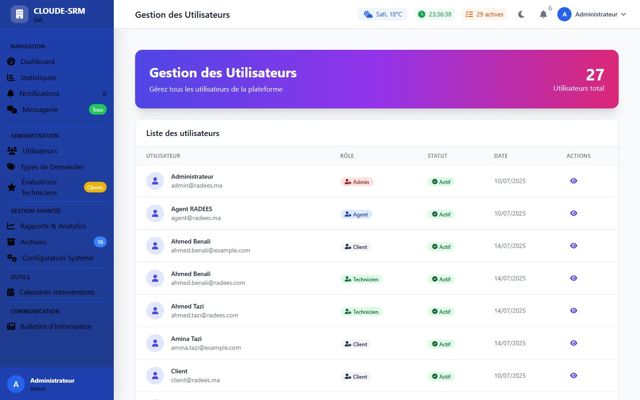 CLOUDE-SRM
Safi
NAVIGATION
Dashboard
Statistiques
Notifications 6
Messagerie Tous
ADMINISTRATION
Utilisateurs
Types de Demandes
Évaluations Techniciens Clients
GESTION AVANCÉE
Rapports & Analytics
Archives 16
Configuration Système
OUTILS
Calendrier Interventions
COMMUNICATION
Bulletins d'Information
A Administrateur
Admin
Gestion des Utilisateurs
Safi, 18°C 23:36:38 29 actives 6 A Administrateur
Gestion des Utilisateurs
Gérez tous les utilisateurs de la plateforme
27
Utilisateurs total
Liste des utilisateurs
UTILISATEUR RÔLE STATUT DATE ACTIONS
Administrateur
admin@radees.ma Admin Actif 10/07/2025
Agent RADEES
agent@radees.ma Agent Actif 10/07/2025
Ahmed Benali
ahmed.benali@example.com Client Actif 14/07/2025
Ahmed Benali
ahmed.benali@radees.com Technicien Actif 14/07/2025
Ahmed Tazi
ahmed.tazi@radees.com Technicien Actif 14/07/2025
Amina Tazi
amina.tazi@example.com Client Actif 14/07/2025
Client
client@radees.ma Client Actif 10/07/2025